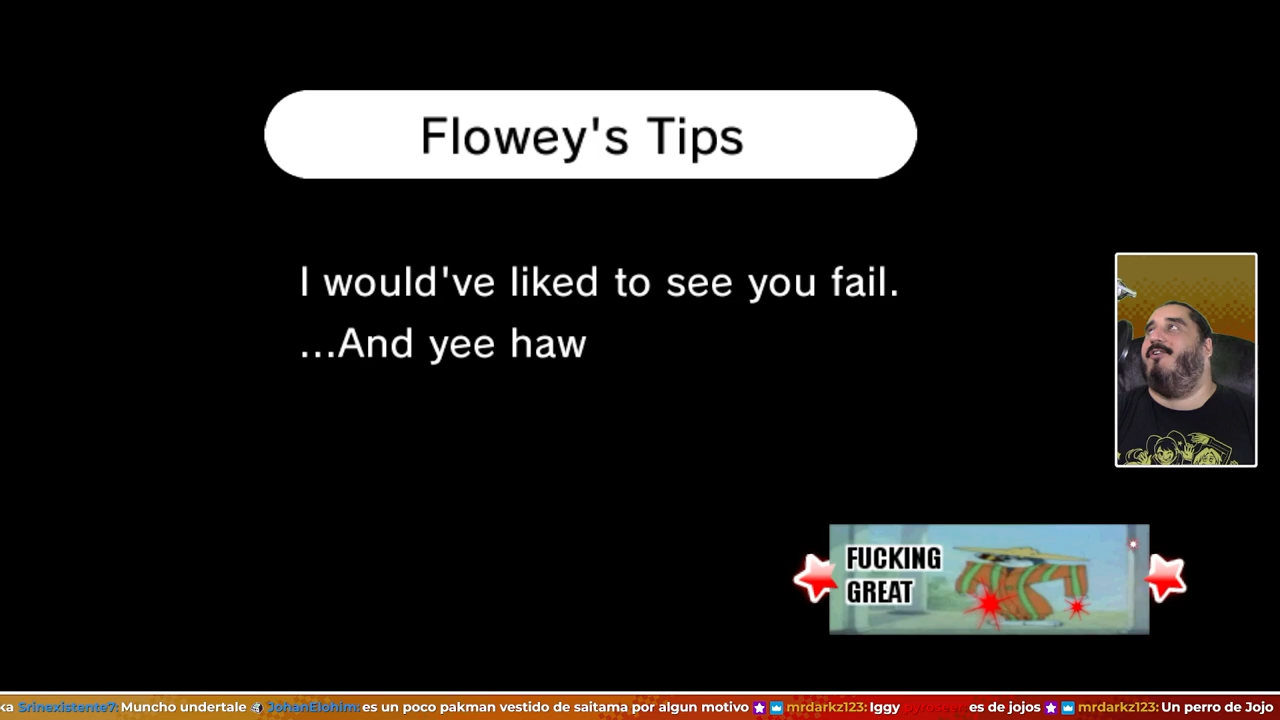 Flowey's Tips
I would've liked to see you fail.
...And yee haw
FUCKING
GREAT
ka Srinexistente7: Muncho undertale JohanElohim: es un poco pakman vestido de saitama por algun motivo mrdarkz123: Iggy pyroseer es de jojos mrdarkz123: Un perro de Jojo